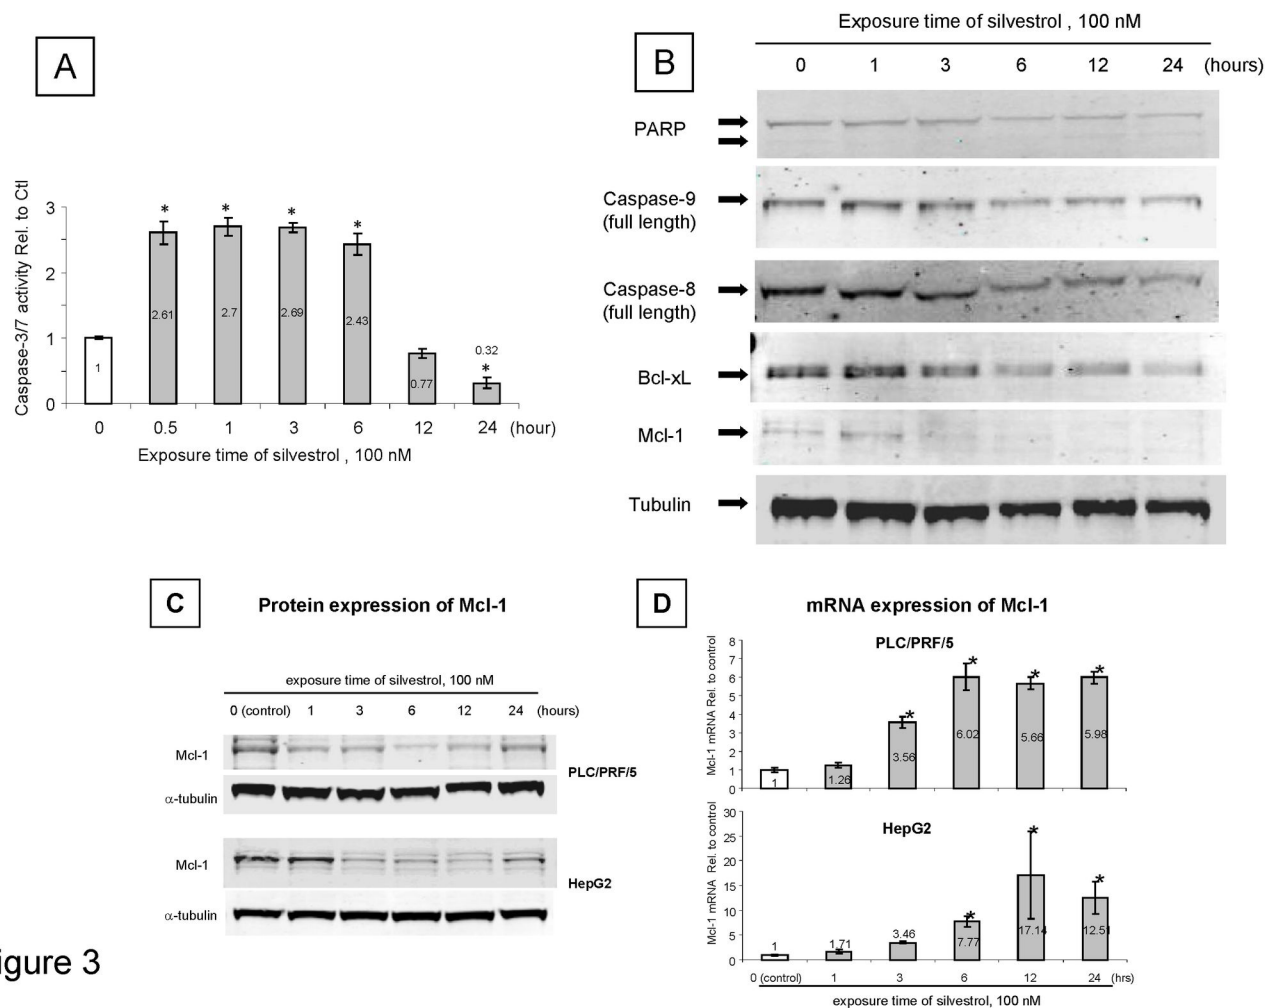 A
Caspase-3/7 activity Rel. to Ctl
3
2
1
0
*
*
*
*
*
1
2.61
2.7
2.69
2.43
0.77
0.32
0 0.5 1 3 6 12 24 (hour)
Exposure time of silvestrol , 100 nM
B
Exposure time of silvestrol , 100 nM
0 1 3 6 12 24 (hours)
PARP
Caspase-9
(full length)
Caspase-8
(full length)
Bcl-xL
Mcl-1
Tubulin
C
Protein expression of Mcl-1
exposure time of silvestrol, 100 nM
0 (control) 1 3 6 12 24 (hours)
Mcl-1
α-tubulin
PLC/PRF/5
Mcl-1
α-tubulin
HepG2
D
mRNA expression of Mcl-1
PLC/PRF/5
Mcl-1 mRNA Rel. to control
8
7
6
5
4
3
2
1
0
*
*
*
*
1
1.26
3.56
6.02
5.66
5.98
HepG2
Mcl-1 mRNA Rel. to control
30
25
20
15
10
5
0
*
*
*
1
1.71
3.46
7.77
17.14
12.51
0 (control) 1 3 6 12 24 (hrs)
exposure time of silvestrol, 100 nM
igure 3